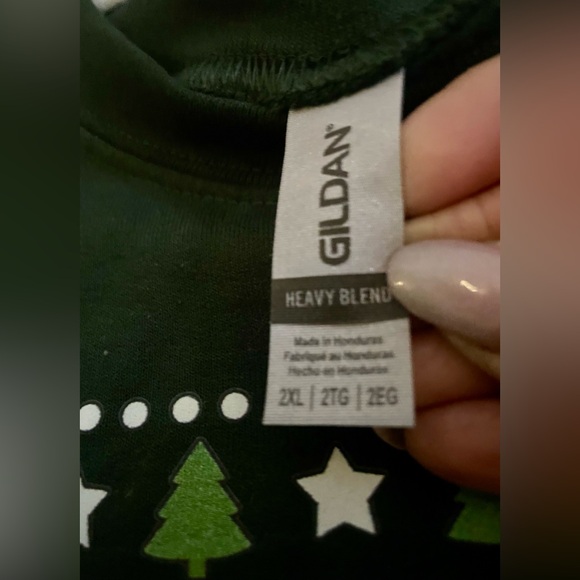 GILDAN®
HEAVY BLEND
Made in Honduras
Fabriqué au Honduras
Hecho en Honduras
2XL | 2TG | 2EG